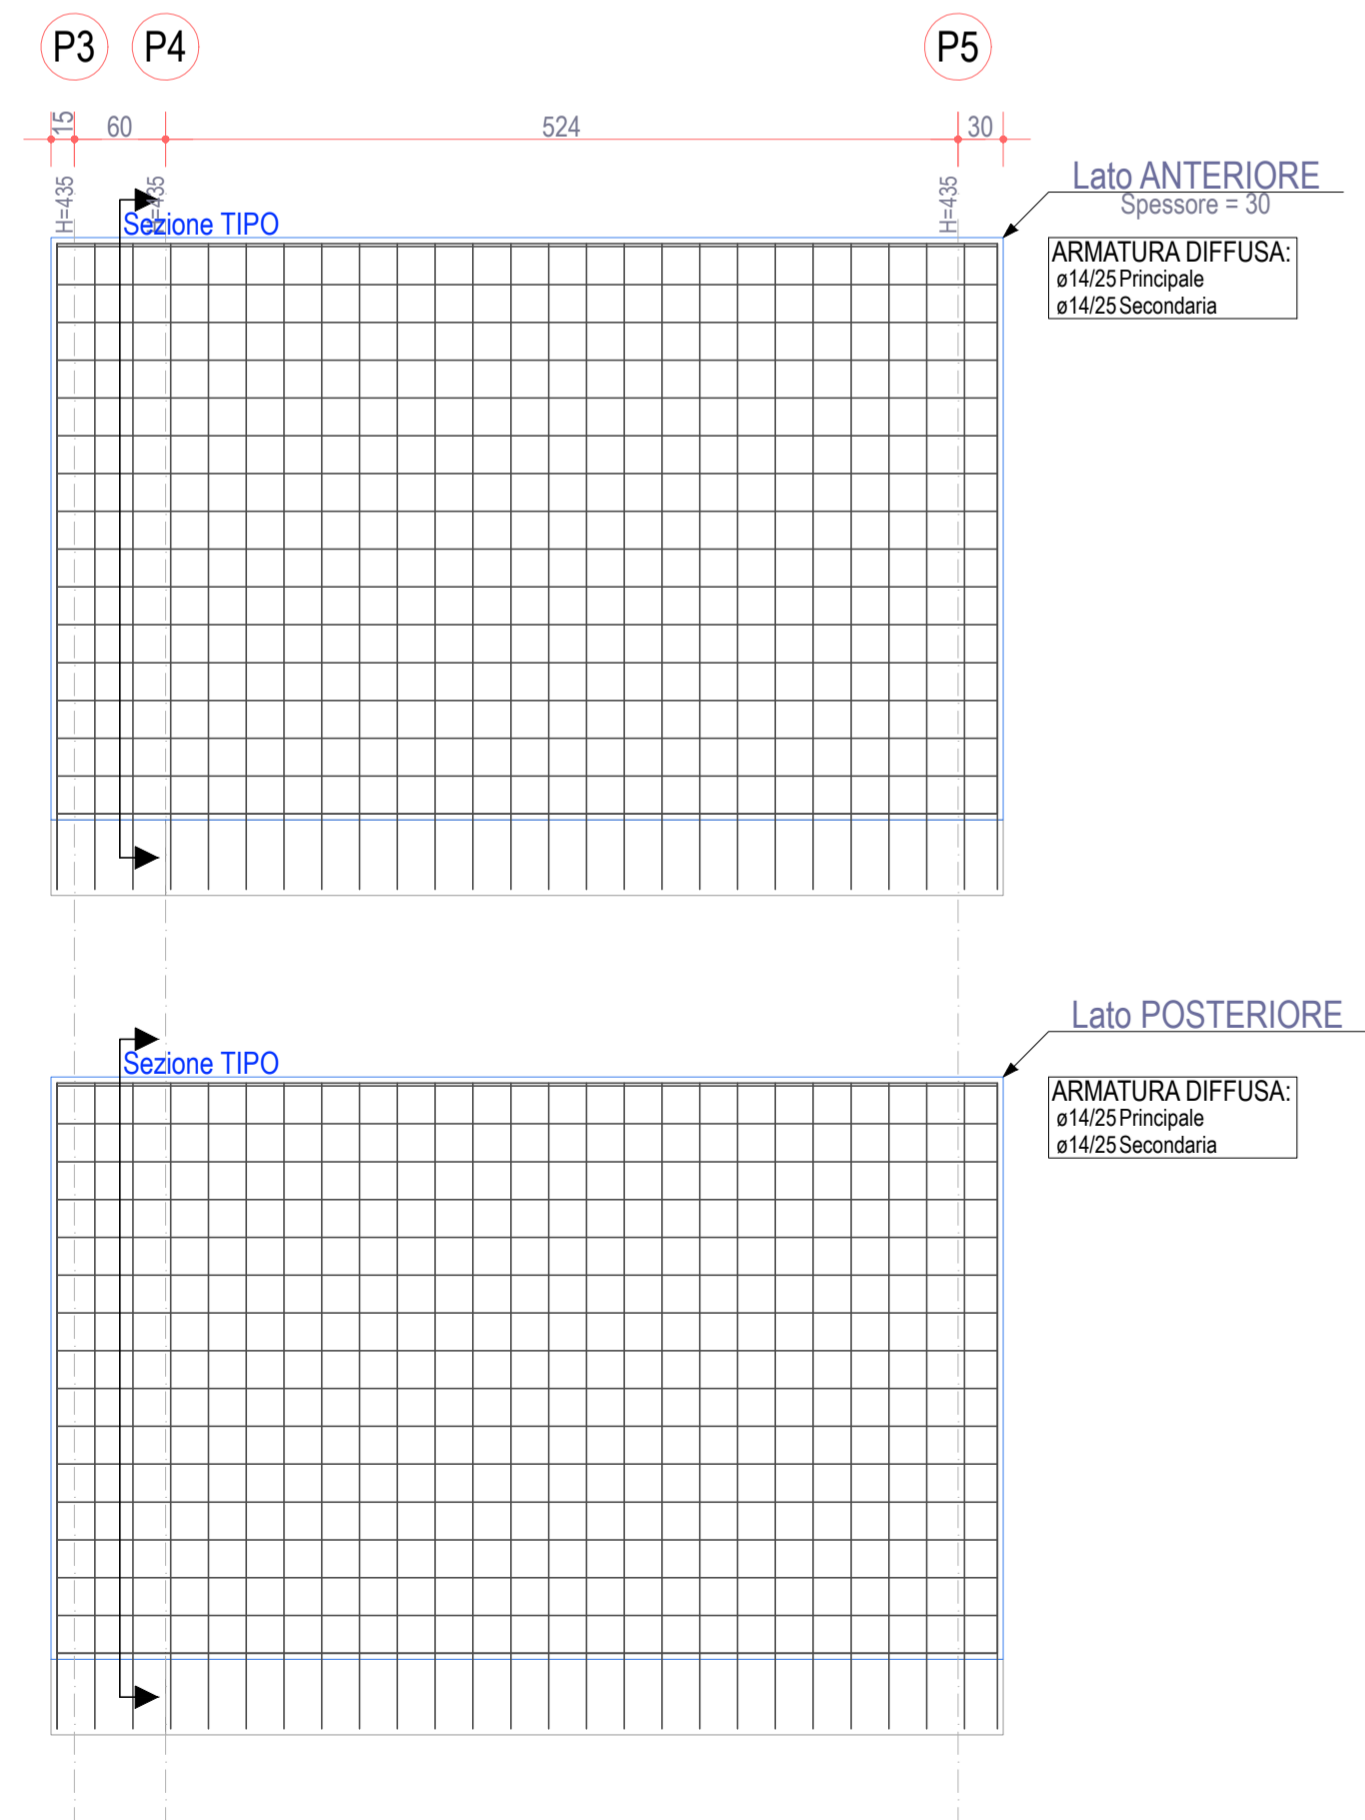 P3 P4 P5
15 60 524 30
H=435 H=435 H=435
Lato ANTERIORE
Spessore = 30
Sezione TIPO
ARMATURA DIFFUSA:
ø14/25 Principale
ø14/25 Secondaria
Lato POSTERIORE
Sezione TIPO
ARMATURA DIFFUSA:
ø14/25 Principale
ø14/25 Secondaria